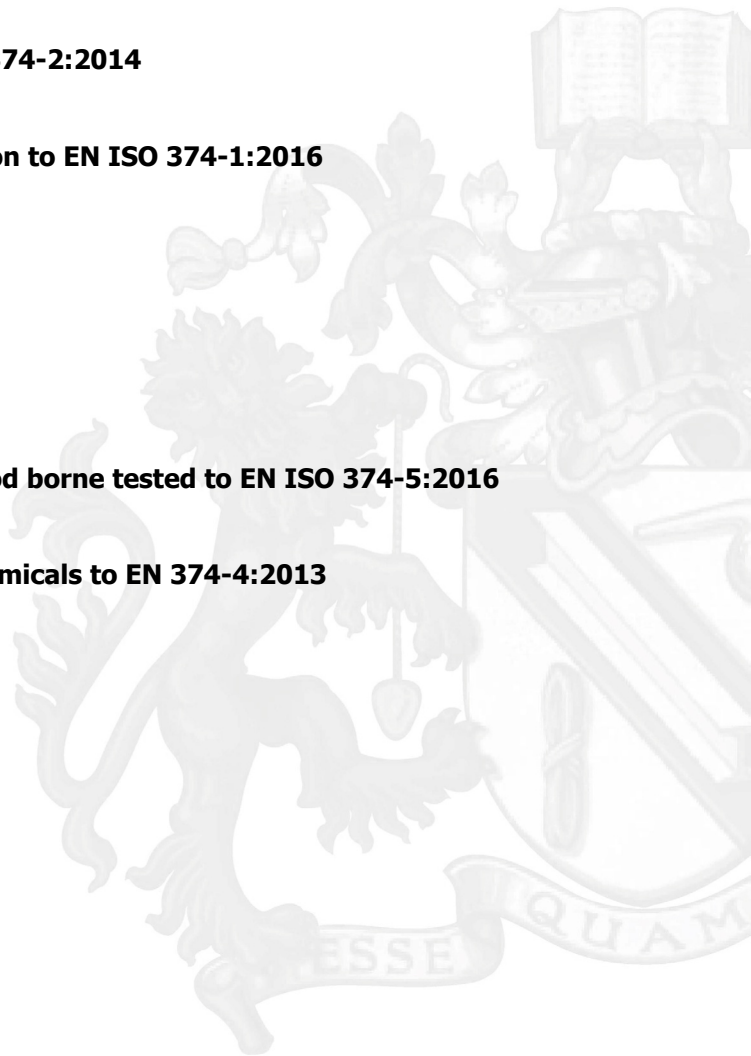 74-2:2014
on to EN ISO 374-1:2016
od borne tested to EN ISO 374-5:2016
micals to EN 374-4:2013
ESSE
QUAM